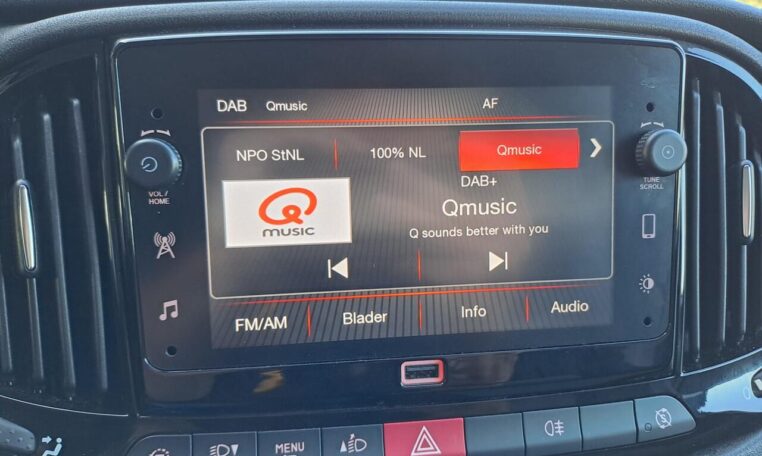 DAB Qmusic AF
NPO StNL 100% NL Qmusic
DAB+
Qmusic
Q sounds better with you
Q
MUSIC
FM/AM Blader Info Audio
VOL /
HOME
TUNE
SCROLL
MENU